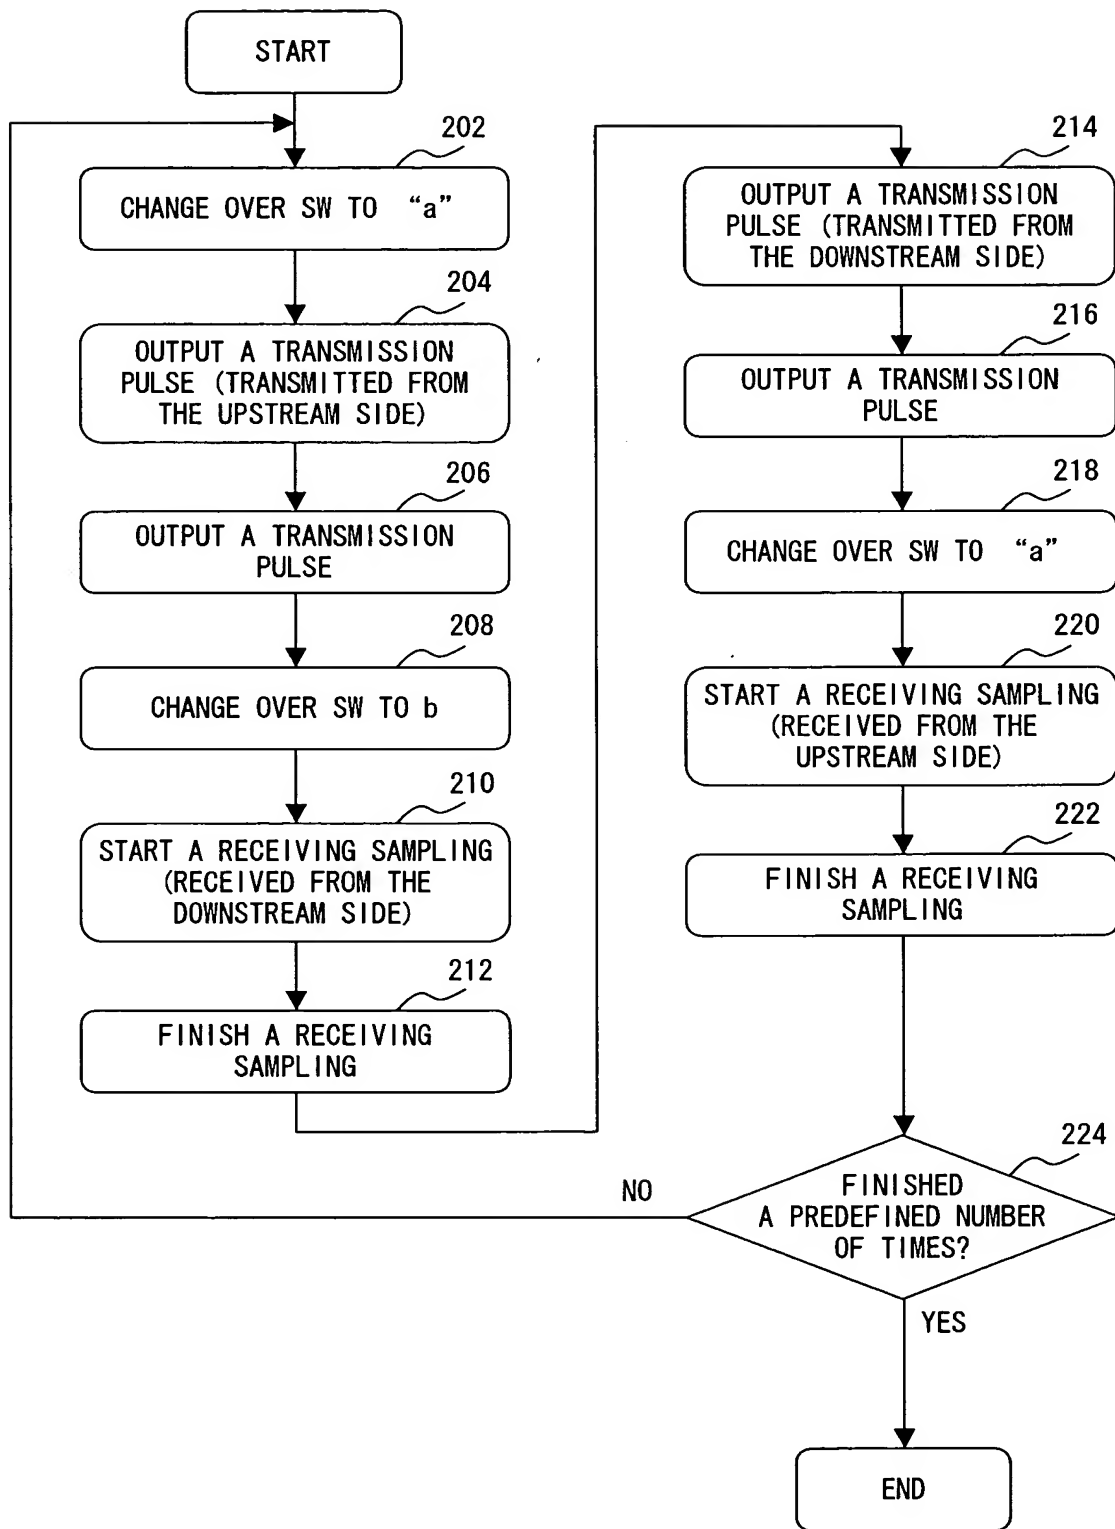 START
202
CHANGE OVER SW TO “a”
204
OUTPUT A TRANSMISSION
PULSE (TRANSMITTED FROM
THE UPSTREAM SIDE)
206
OUTPUT A TRANSMISSION
PULSE
208
CHANGE OVER SW TO b
210
START A RECEIVING SAMPLING
(RECEIVED FROM THE
DOWNSTREAM SIDE)
212
FINISH A RECEIVING
SAMPLING
214
OUTPUT A TRANSMISSION
PULSE (TRANSMITTED FROM
THE DOWNSTREAM SIDE)
216
OUTPUT A TRANSMISSION
PULSE
218
CHANGE OVER SW TO “a”
220
START A RECEIVING SAMPLING
(RECEIVED FROM THE
UPSTREAM SIDE)
222
FINISH A RECEIVING
SAMPLING
224
FINISHED
A PREDEFINED NUMBER
OF TIMES?
NO
YES
END